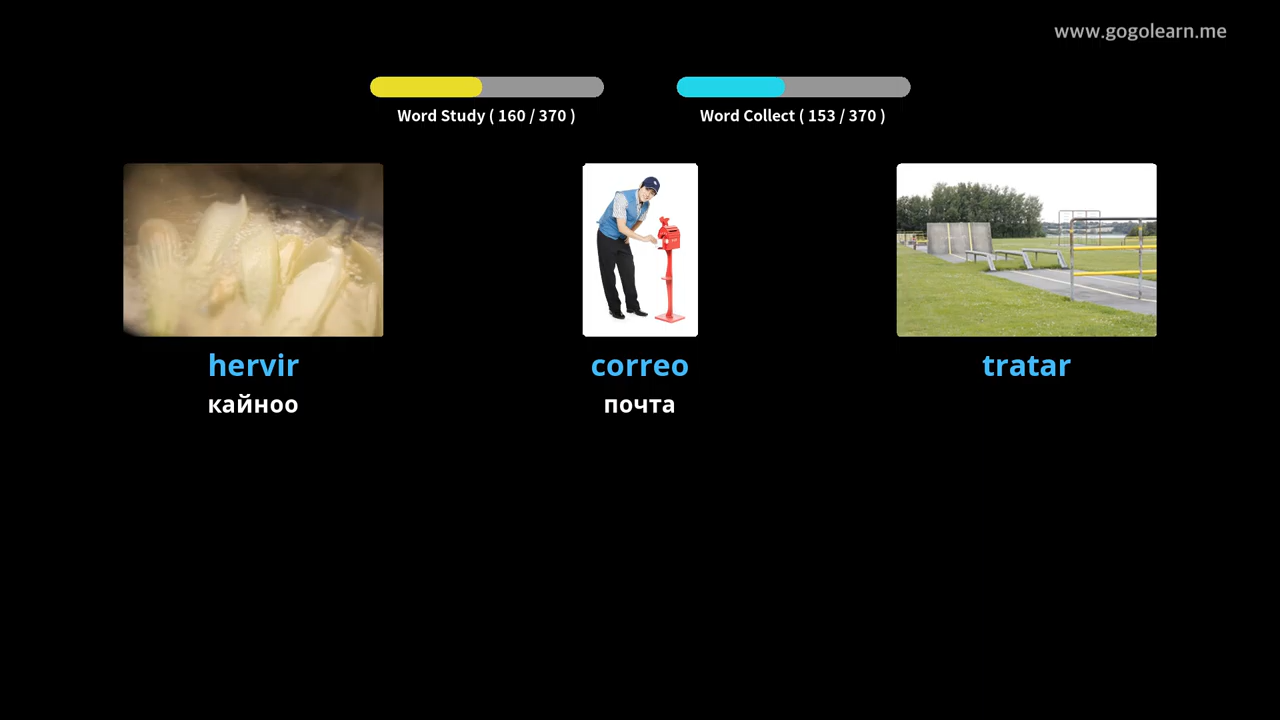 www.gogolearn.me
Word Study ( 160 / 370 )
Word Collect ( 153 / 370 )
hervir
correo
tratar
кайноо
почта